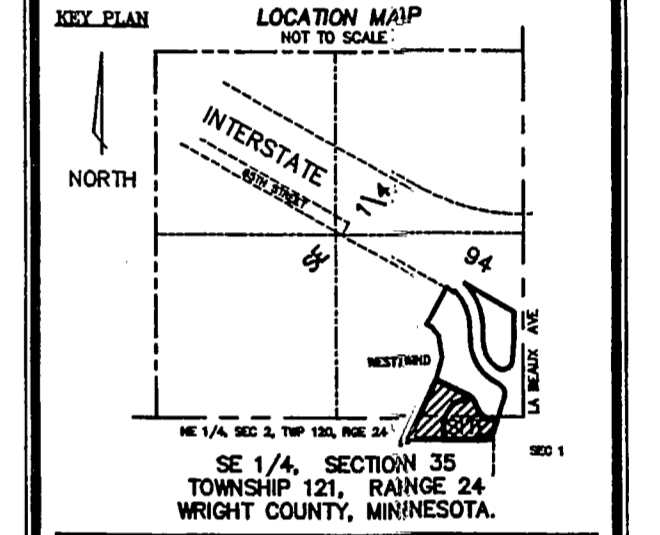 KEY PLAN
LOCATION MAP
NOT TO SCALE
NORTH
INTERSTATE
65TH STREET
SE 1/4
94
WESTWIND
LA BEAUX AVE
NE 1/4, SEC 2, TWP 120, RGE 24
SEC 1
SE 1/4, SECTION 35
TOWNSHIP 121, RANGE 24
WRIGHT COUNTY, MINNESOTA.